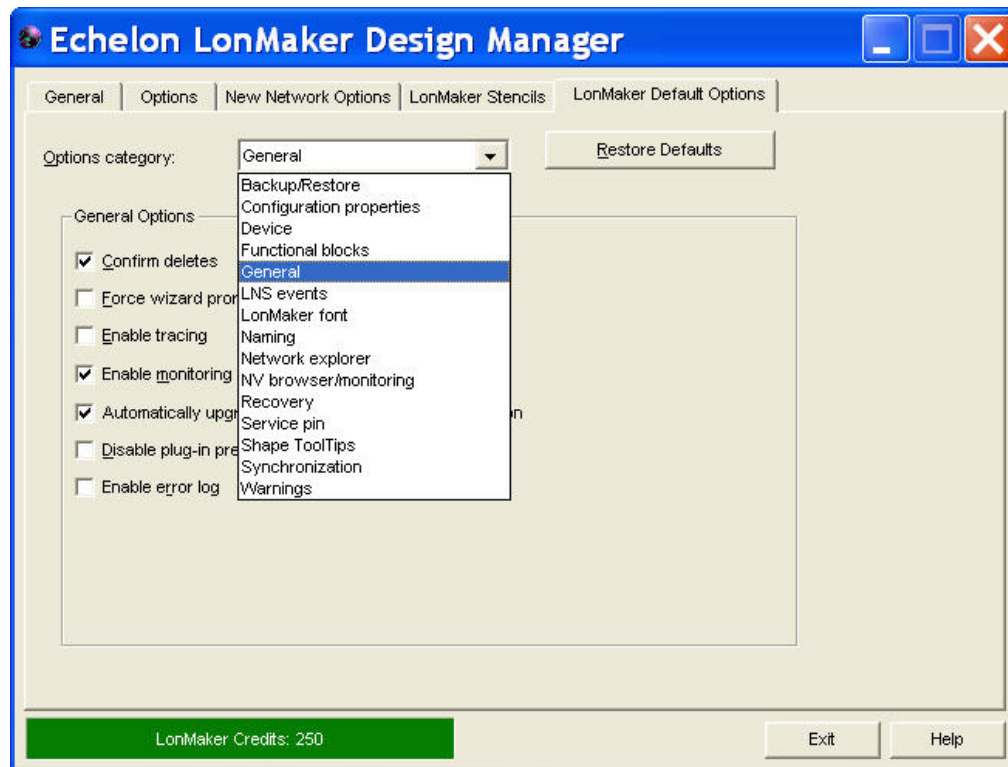 Echelon LonMaker Design Manager
General Options New Network Options LonMaker Stencils LonMaker Default Options
Options category: General Restore Defaults
Backup/Restore
Configuration properties
Device
Functional blocks
General
LNS events
LonMaker font
Naming
Network explorer
NV browser/monitoring
Recovery
Service pin
Shape ToolTips
Synchronization
Warnings
General Options
Confirm deletes
Force wizard
Enable tracing
Enable monitoring
Automatically
Disable plug-in
Enable error log
LonMaker Credits: 250 Exit Help